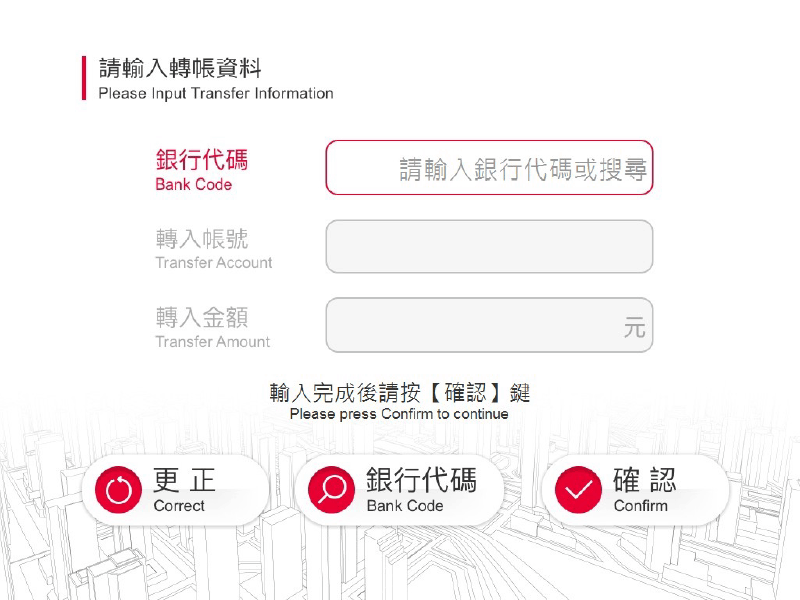 請輸入轉帳資料
Please Input Transfer Information
銀行代碼
Bank Code
請輸入銀行代碼或搜尋
轉入帳號
Transfer Account
轉入金額
Transfer Amount
元
輸入完成後請按【確認】鍵
Please press Confirm to continue
更正
Correct
銀行代碼
Bank Code
確認
Confirm